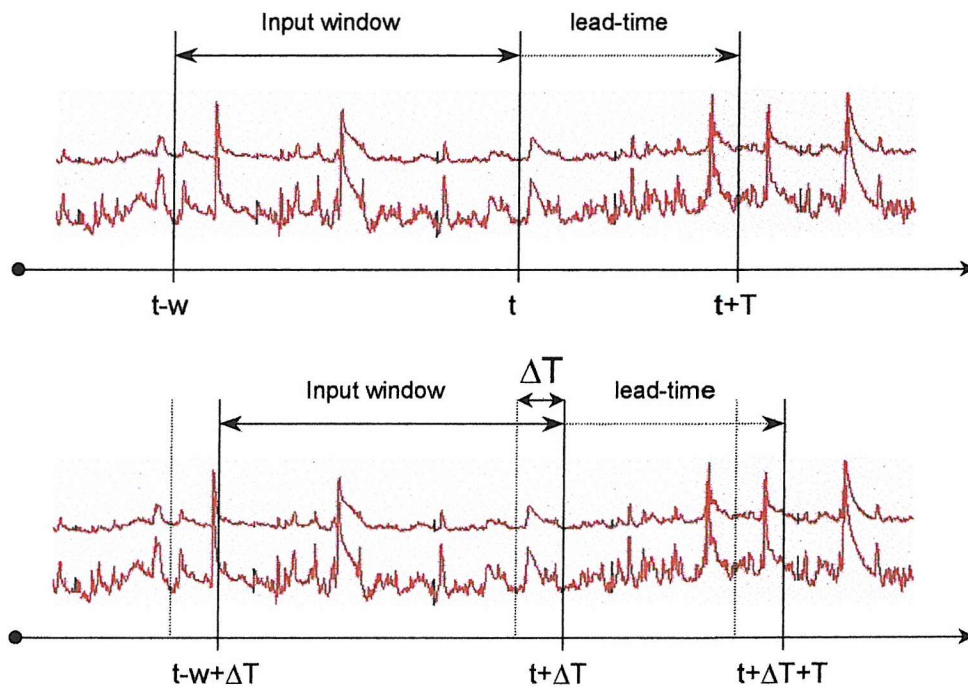 Input window lead-time
t-w t t+T
ΔT
Input window lead-time
t-w+ΔT t+ΔT t+ΔT+T